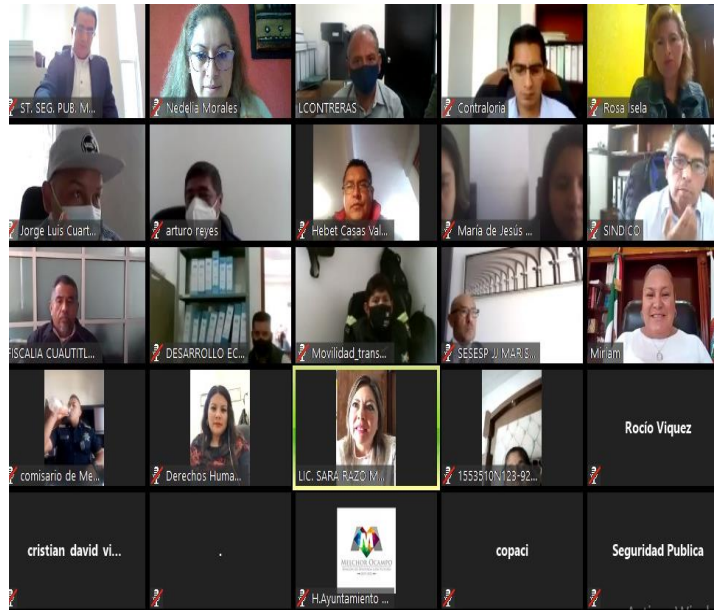 ST. SEG. PUB. M...
Nedelia Morales
LCONTRERAS
Contraloria
Rosa Isela
Jorge Luis Cuart...
arturo reyes
Hebet Casas Val...
María de Jesús ...
SINDICO
FISCALIA CUAUTITL...
DESARROLLO EC...
Movilidad_trans...
SESESP JJ MARIS...
Miriam
comisario de Me...
Derechos Huma...
LIC. SARA RAZO M...
1553510N123-92...
Rocío Viquez
cristian david vi...
.
MELCHOR OCAMPO
H.Ayuntamiento ...
copaci
Seguridad Publica